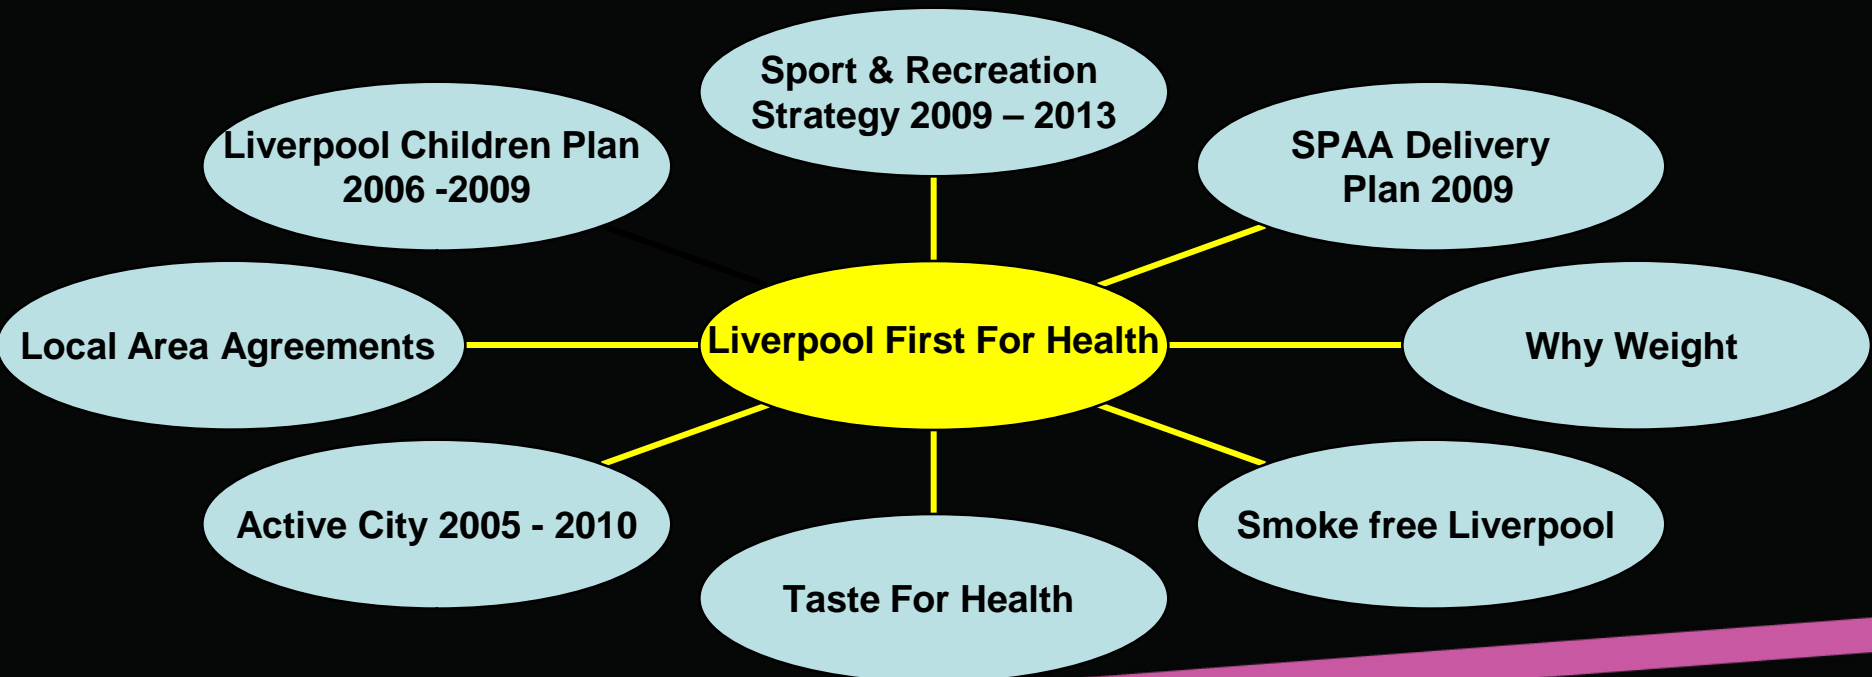 Sport & Recreation
Strategy 2009 – 2013
Liverpool Children Plan
2006 -2009
SPAA Delivery
Plan 2009
Local Area Agreements
Liverpool First For Health
Why Weight
Active City 2005 - 2010
Smoke free Liverpool
Taste For Health